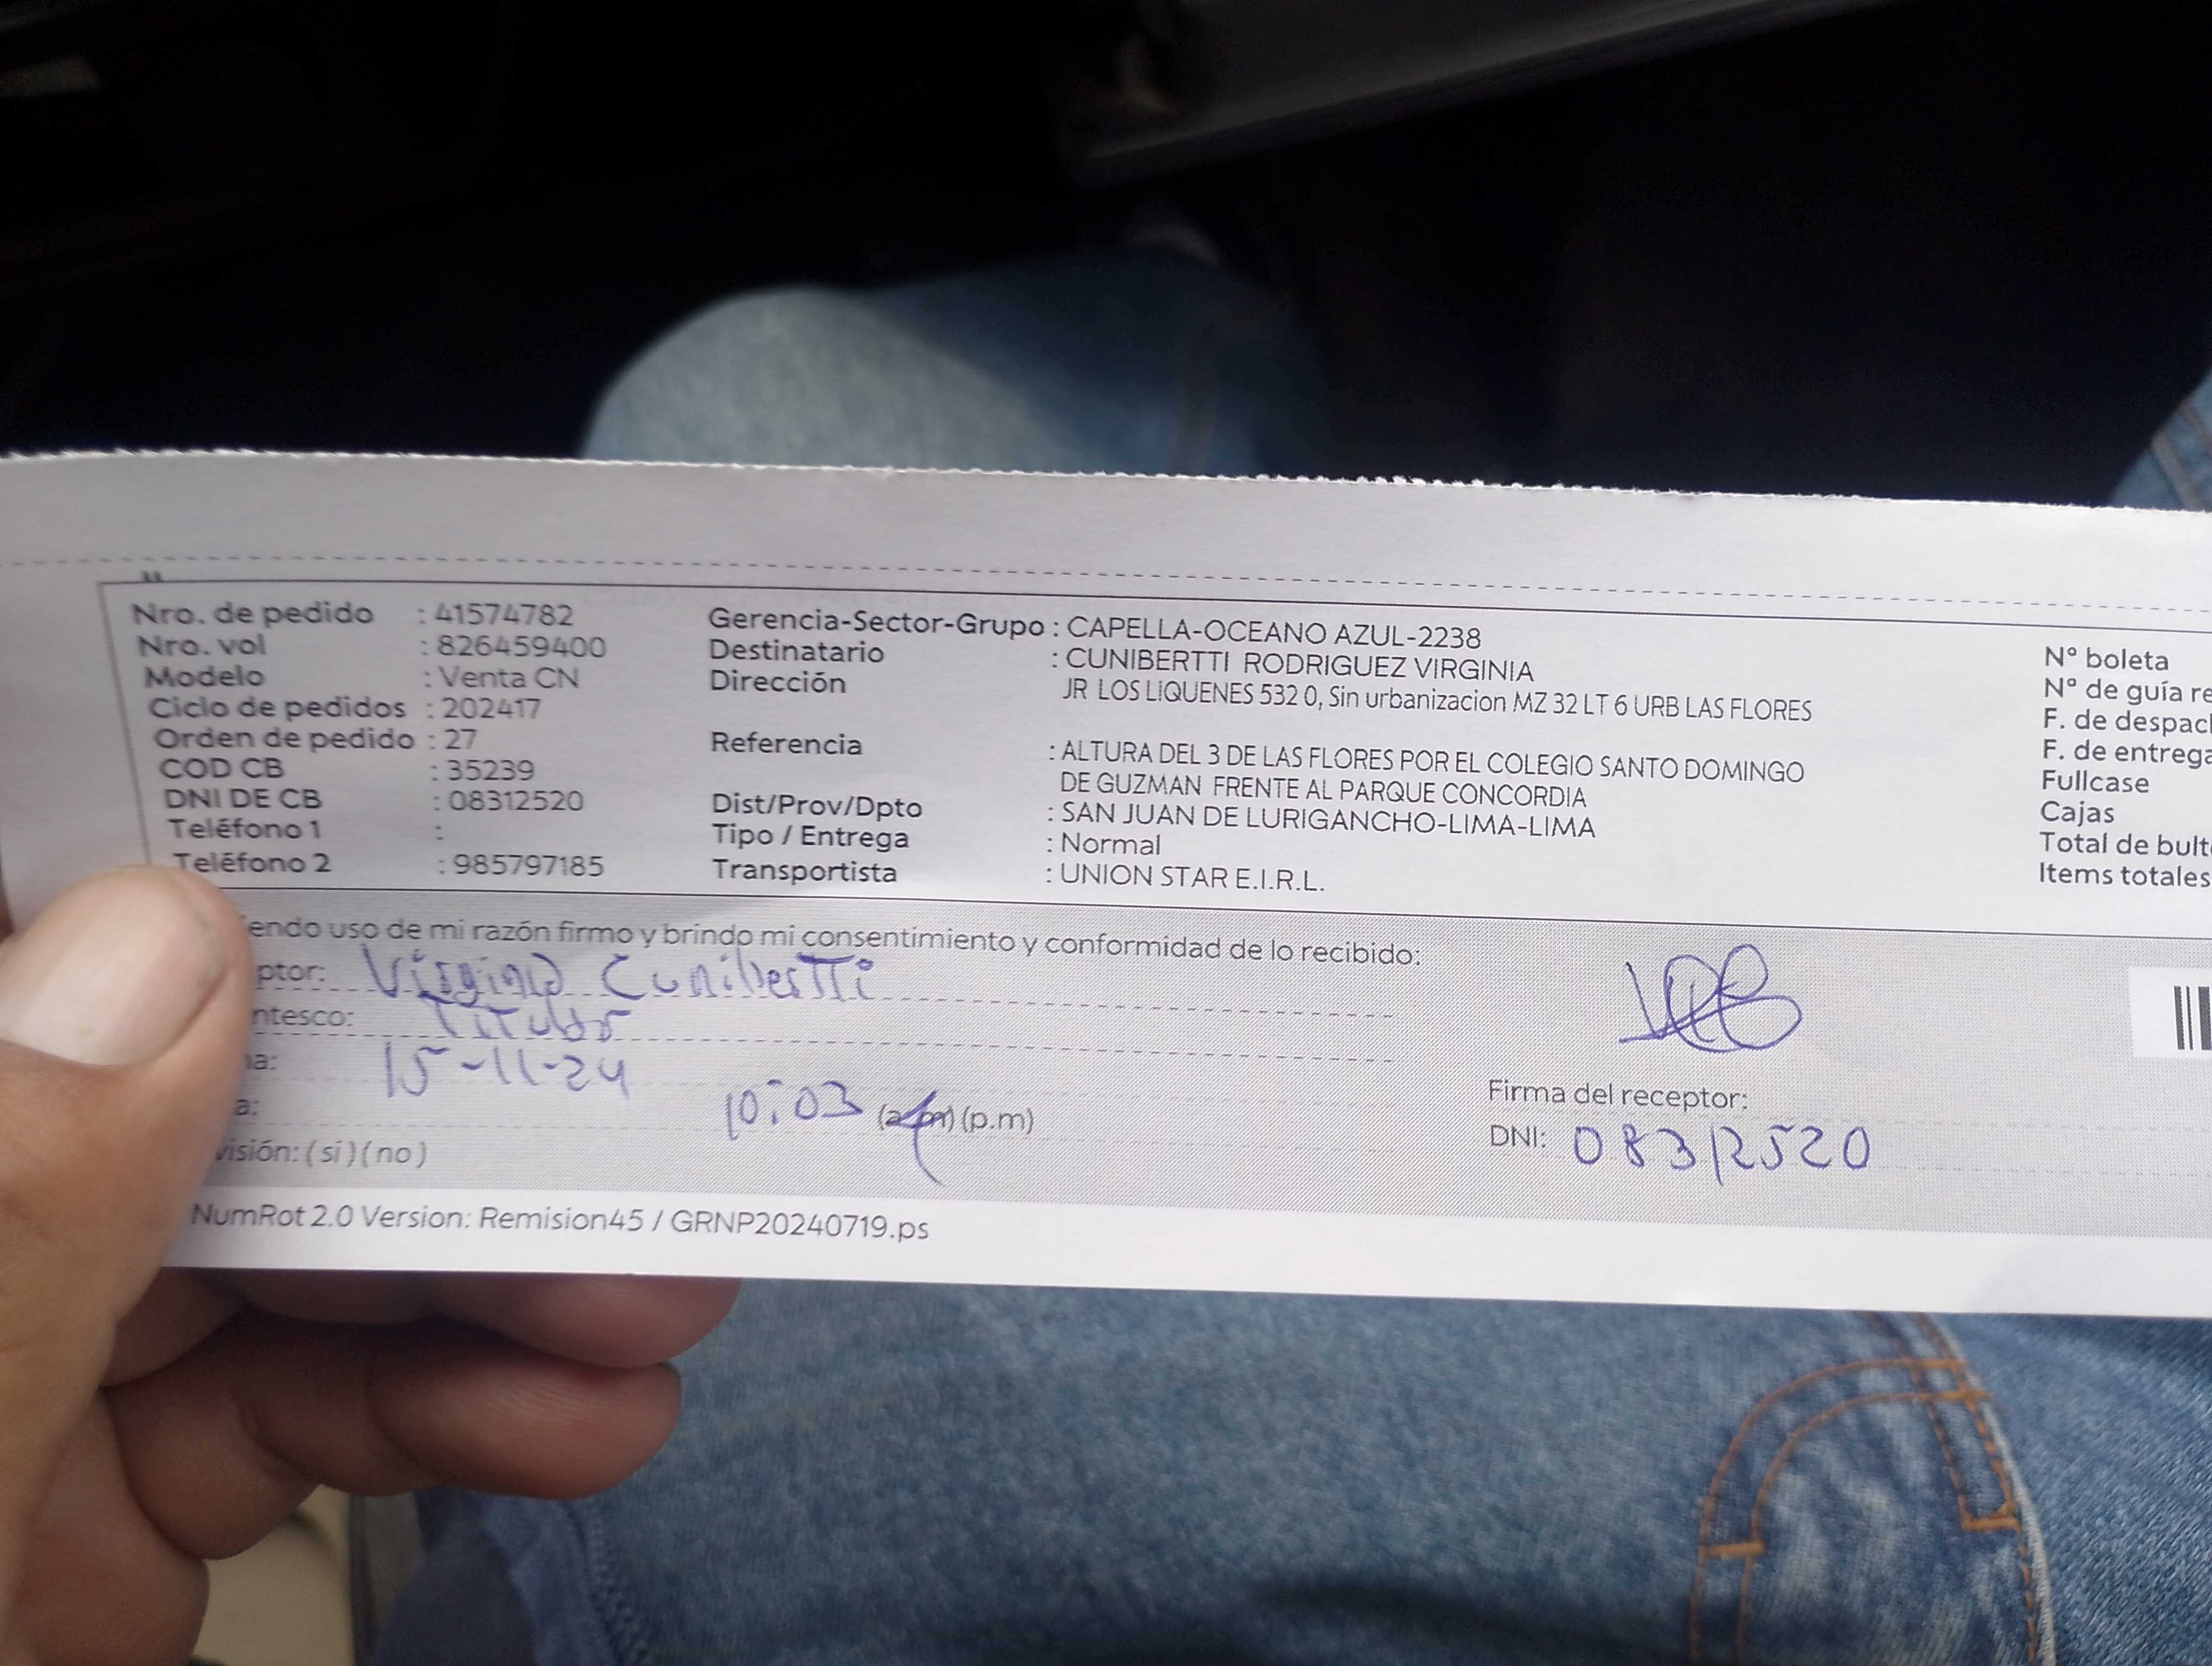 Nro. de pedido : 41574782
Nro. vol : 826459400
Modelo : Venta CN
Ciclo de pedidos : 202417
Orden de pedido : 27
COD CB : 35239
DNI DE CB : 08312520
Teléfono 1 :
Teléfono 2 : 985797185
Gerencia-Sector-Grupo : CAPELLA-OCEANO AZUL-2238
Destinatario : CUNIBERTTI RODRIGUEZ VIRGINIA
Dirección JR LOS LIQUENES 532 0, Sin urbanizacion MZ 32 LT 6 URB LAS FLORES
Referencia : ALTURA DEL 3 DE LAS FLORES POR EL COLEGIO SANTO DOMINGO
DE GUZMAN FRENTE AL PARQUE CONCORDIA
Dist/Prov/Dpto : SAN JUAN DE LURIGANCHO-LIMA-LIMA
Tipo / Entrega : Normal
Transportista : UNION STAR E.I.R.L.
N° boleta
N° de guía re
F. de despach
F. de entrega
Fullcase
Cajas
Total de bult
Items totales
endo uso de mi razón firmo y brindo mi consentimiento y conformidad de lo recibido:
ptor: Virginia Cunibertti
ntesco: Titular
a: 15-11-24
a: 10:03 (a.m) (p.m)
visión: (si) (no)
Firma del receptor:
DNI: 08312520
NumRot 2.0 Version: Remision45 / GRNP20240719.ps